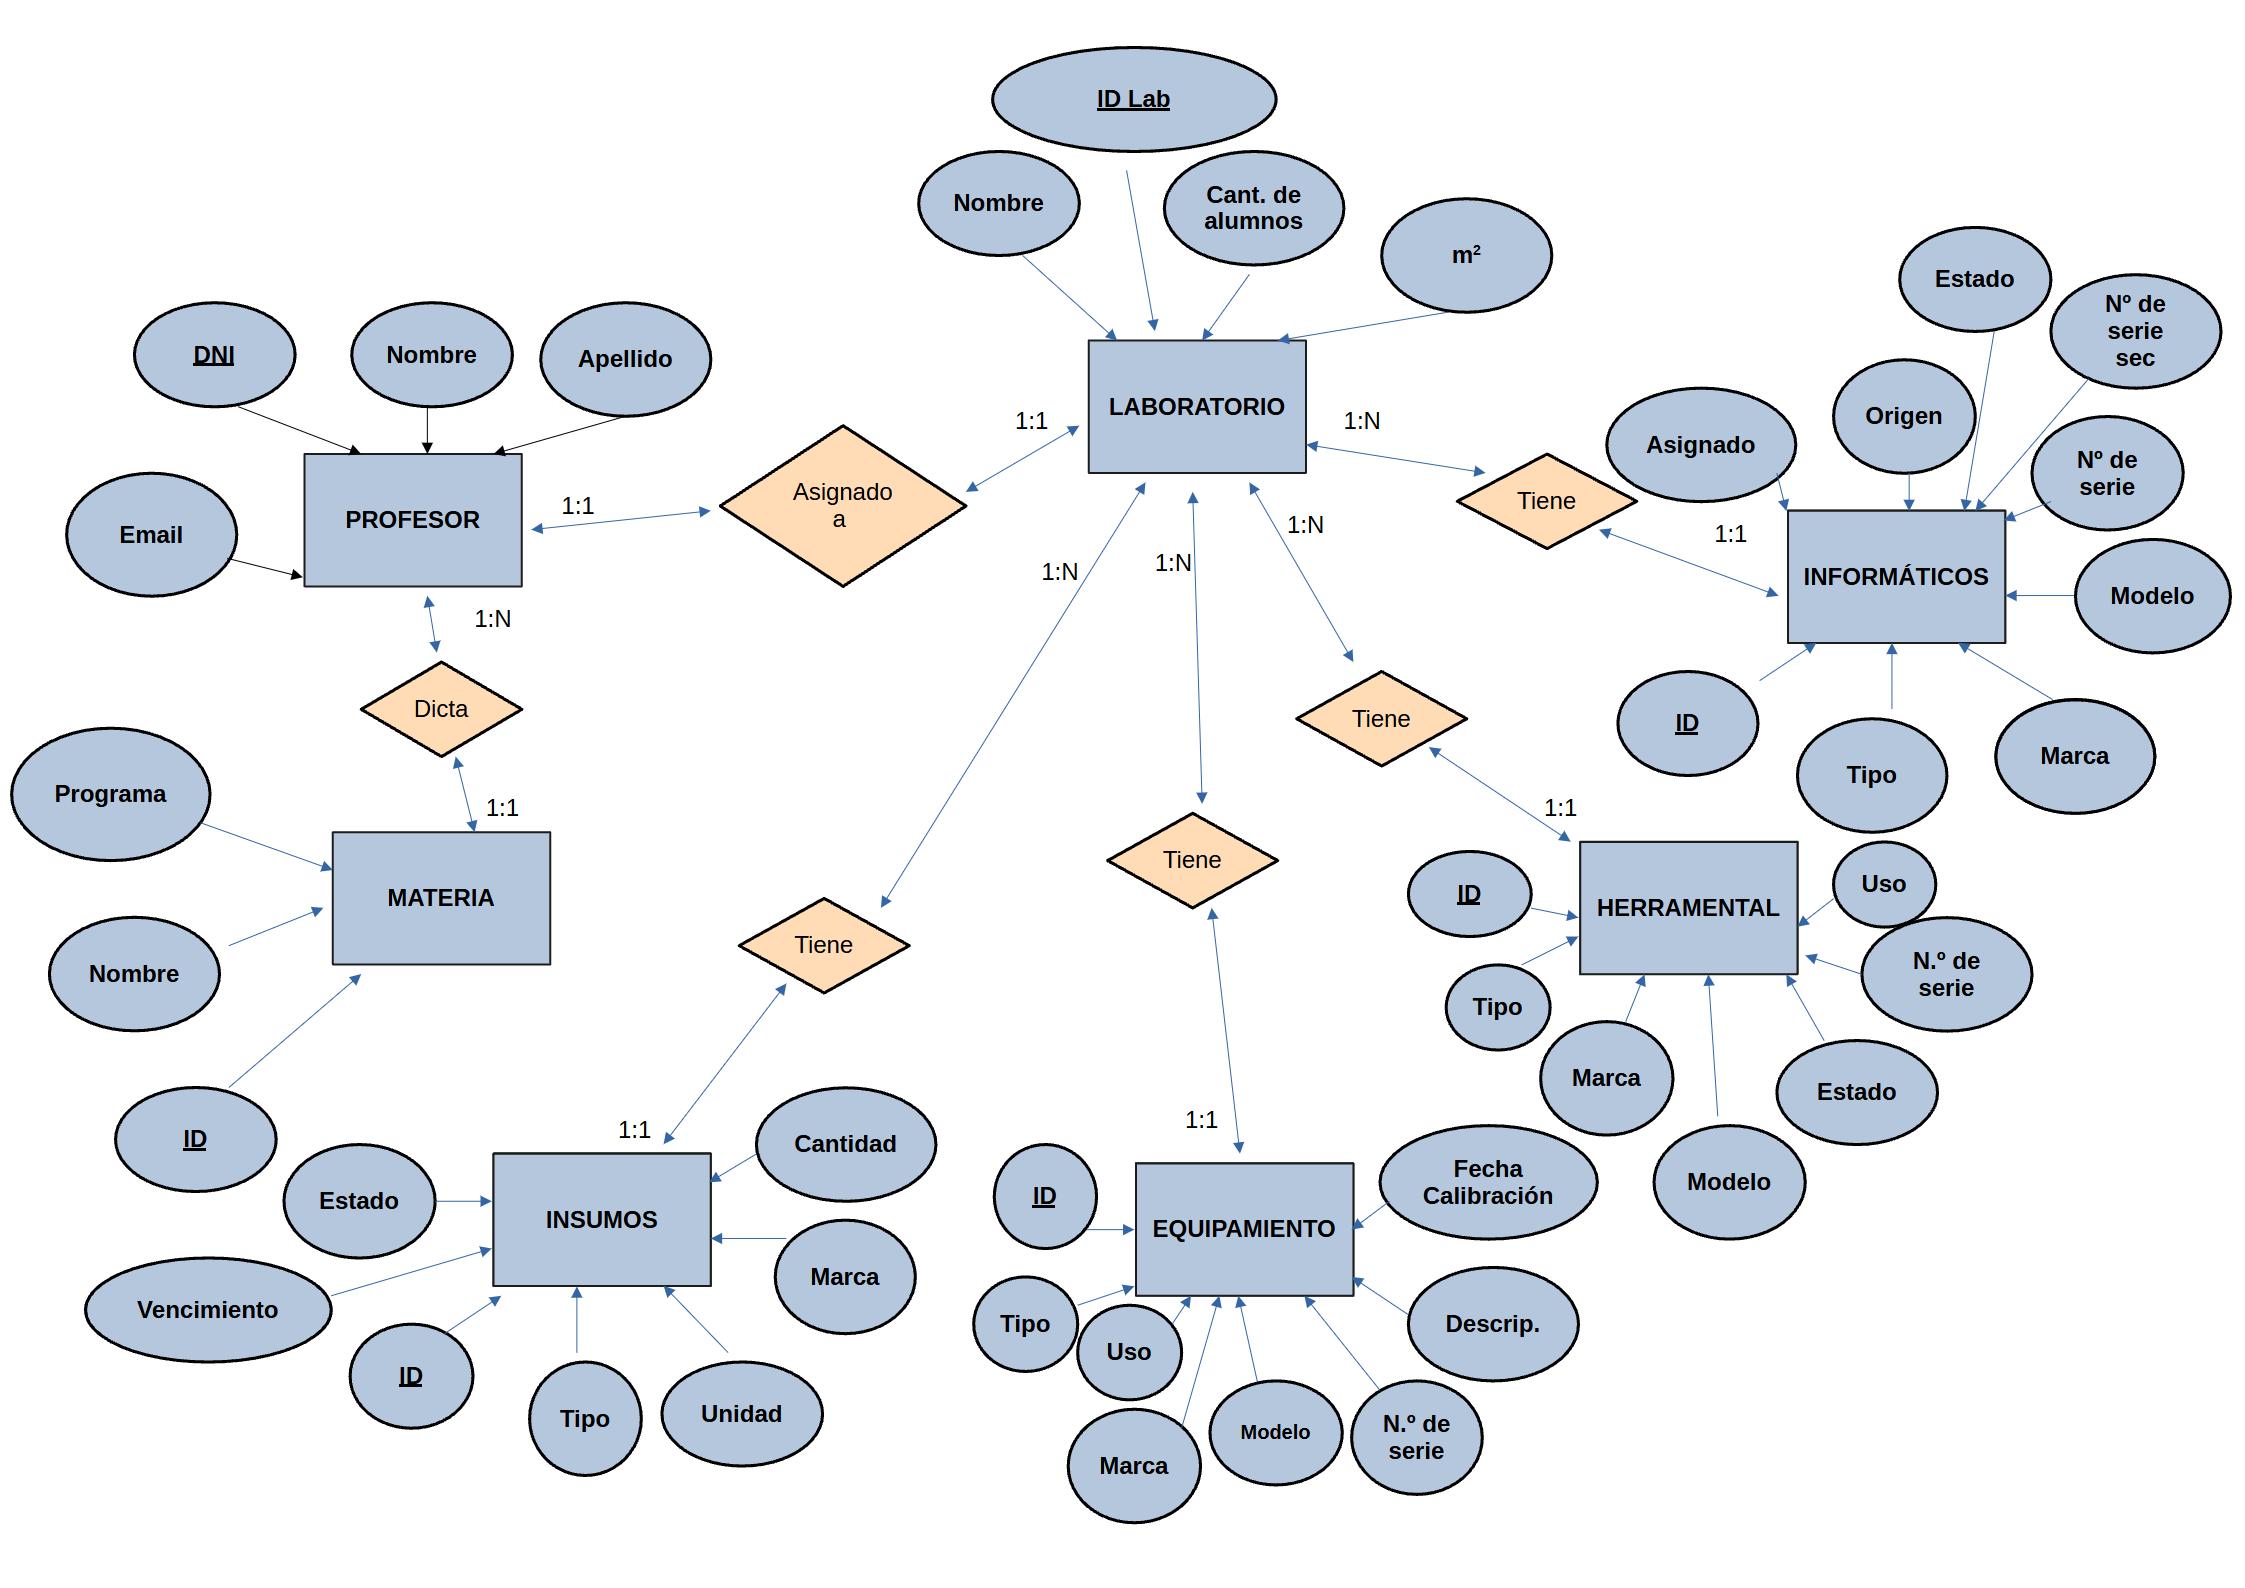 ID Lab
Nombre
Cant. de
alumnos
m²
Estado
Nº de
serie
sec
DNI
Nombre
Apellido
Asignado
Origen
LABORATORIO
1:1
1:N
Nº de
serie
Email
PROFESOR
1:1
Asignado
a
Tiene
1:1
1:N
1:N
1:N
INFORMÁTICOS
Modelo
1:N
Dicta
Tiene
ID
Tipo
Marca
Programa
1:1
1:1
MATERIA
Tiene
ID
HERRAMENTAL
Uso
Nombre
Tiene
Tipo
N.º de
serie
Marca
Estado
ID
1:1
1:1
Cantidad
Modelo
Estado
INSUMOS
ID
EQUIPAMIENTO
Fecha
Calibración
Marca
Vencimiento
Tipo
Uso
Descrip.
ID
Tipo
Unidad
Marca
Modelo
N.º de
serie